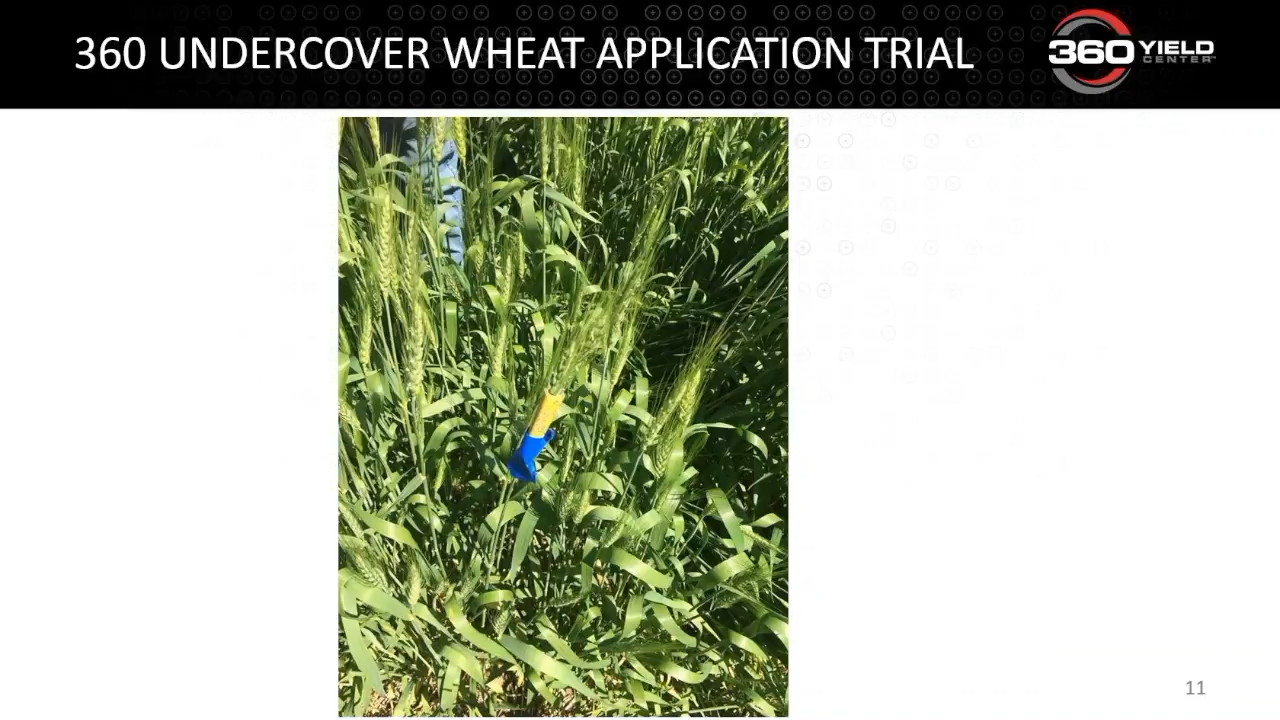 360 UNDERCOVER WHEAT APPLICATION TRIAL
360 YIELD
CENTER
11